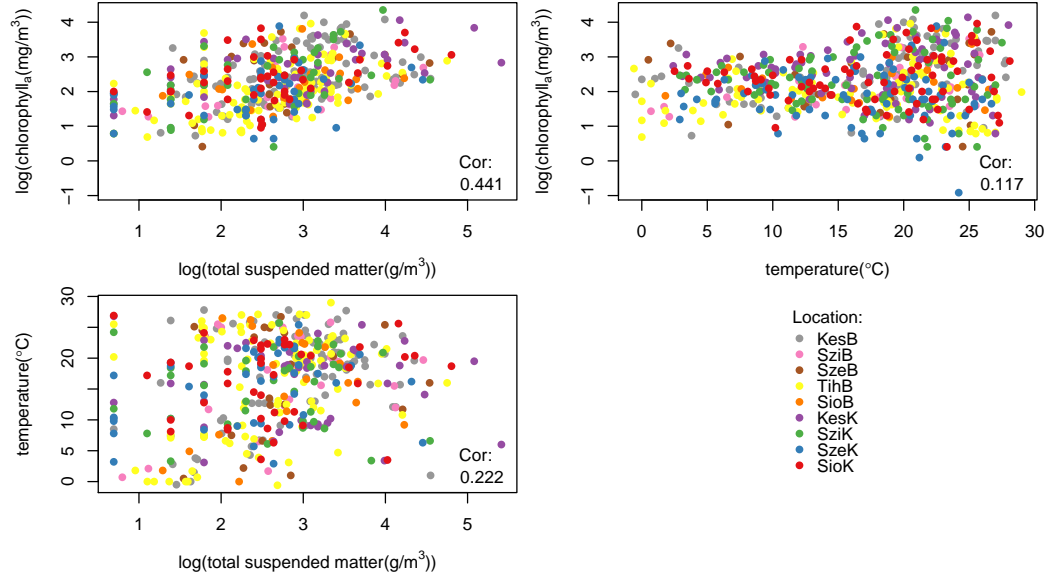 log(chlorophyll_a(mg/m^3))
4
3
2
1
0
−1
Cor:
0.441
1 2 3 4 5
log(total suspended matter(g/m^3))
log(chlorophyll_a(mg/m^3))
4
3
2
1
0
−1
Cor:
0.117
0 5 10 15 20 25 30
temperature(°C)
temperature(°C)
30
20
10
5
0
Cor:
0.222
1 2 3 4 5
log(total suspended matter(g/m^3))
Location:
KesB
SziB
SzeB
TihB
SioB
KesK
SziK
SzeK
SioK